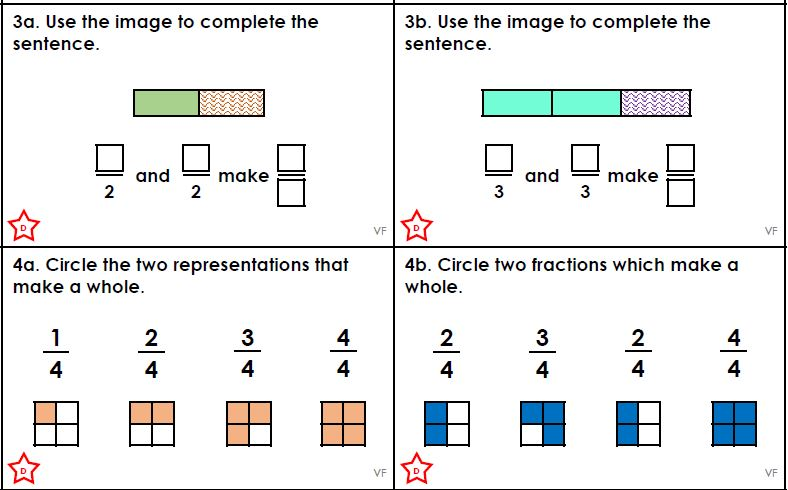 3a. Use the image to complete the
sentence.
2 and 2 make
D
VF
3b. Use the image to complete the
sentence.
3 and 3 make
D
VF
4a. Circle the two representations that
make a whole.
1 2 3 4
4 4 4 4
D
VF
4b. Circle two fractions which make a
whole.
2 3 2 4
4 4 4 4
D
VF